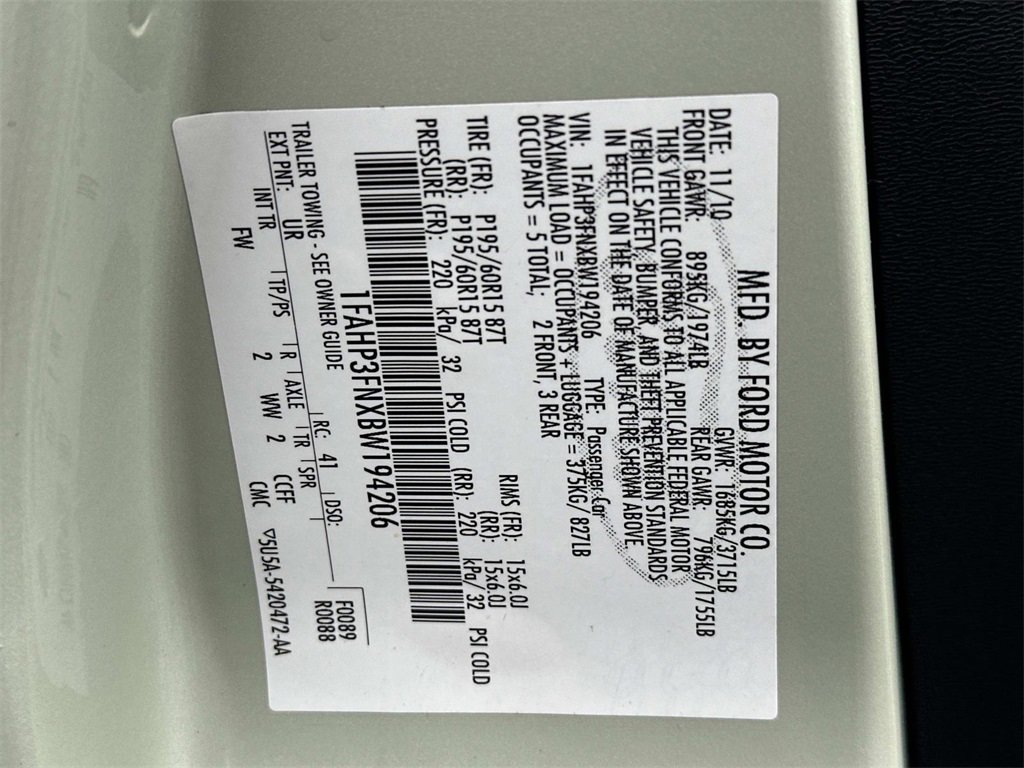 MFD. BY FORD MOTOR CO.
DATE: 11/10 GVWR: 1685KG/3715LB
FRONT GAWR: 895KG/1974LB REAR GAWR: 796KG/1755LB
THIS VEHICLE CONFORMS TO ALL APPLICABLE FEDERAL MOTOR
VEHICLE SAFETY, BUMPER, AND THEFT PREVENTION STANDARDS
IN EFFECT ON THE DATE OF MANUFACTURE SHOWN ABOVE.
VIN: 1FAHP3FNXBW194206 TYPE: Passenger Car
MAXIMUM LOAD = OCCUPANTS + LUGGAGE = 375KG/ 827LB
OCCUPANTS = 5 TOTAL; 2 FRONT, 3 REAR
RIMS (FR): 15x6.0J
TIRE (FR): P195/60R15 87T (RR): 15x6.0J
(RR): P195/60R15 87T
PRESSURE (FR): 220 kPa/ 32 PSI COLD (RR): 220 kPa/ 32 PSI COLD
1FAHP3FNXBW194206
TRAILER TOWING - SEE OWNER GUIDE F0089
RC: 41 DSO: R0088
EXT PNT: UR
INT TR TP/PS R AXLE TR SPR
FW 2 WW 2 CCFF
CMC 5U5A-5420472-AA